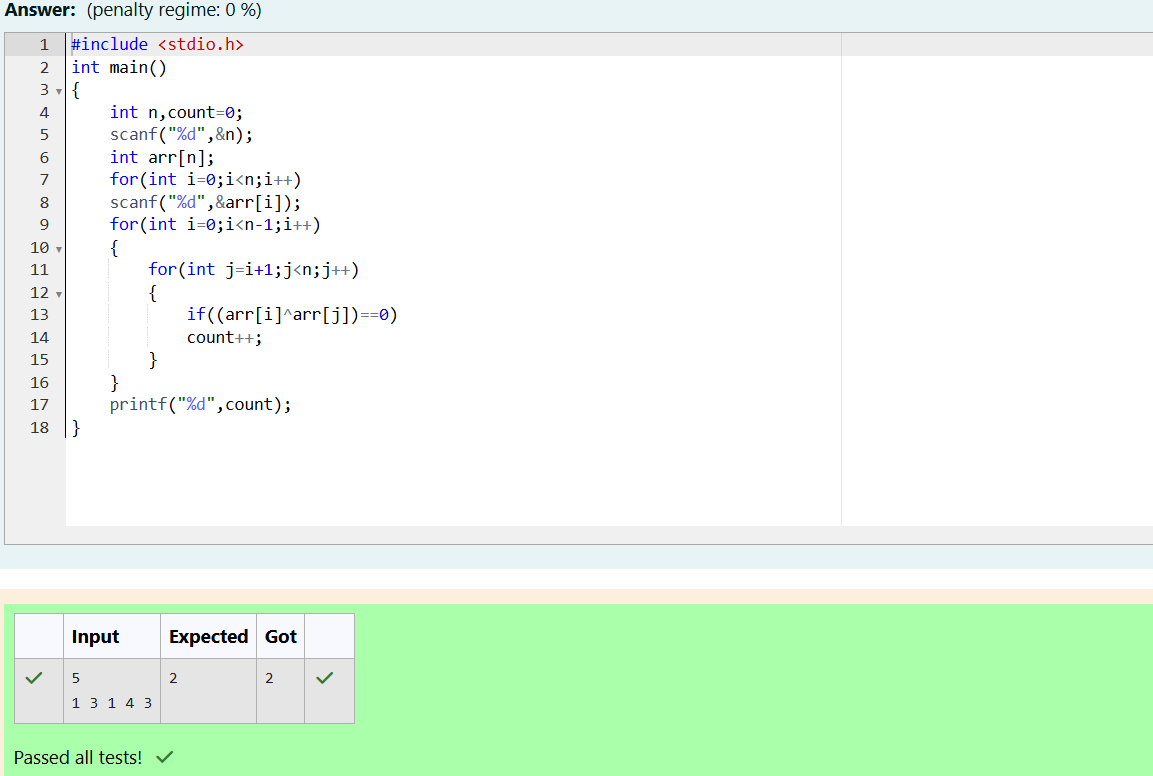 Answer: (penalty regime: 0 %)
1 #include <stdio.h>
2 int main()
3 {
4     int n,count=0;
5     scanf("%d",&n);
6     int arr[n];
7     for(int i=0;i<n;i++)
8     scanf("%d",&arr[i]);
9     for(int i=0;i<n-1;i++)
10     {
11         for(int j=i+1;j<n;j++)
12         {
13             if((arr[i]^arr[j])==0)
14             count++;
15         }
16     }
17     printf("%d",count);
18 }
Input Expected Got
5 2 2
1 3 1 4 3
Passed all tests!